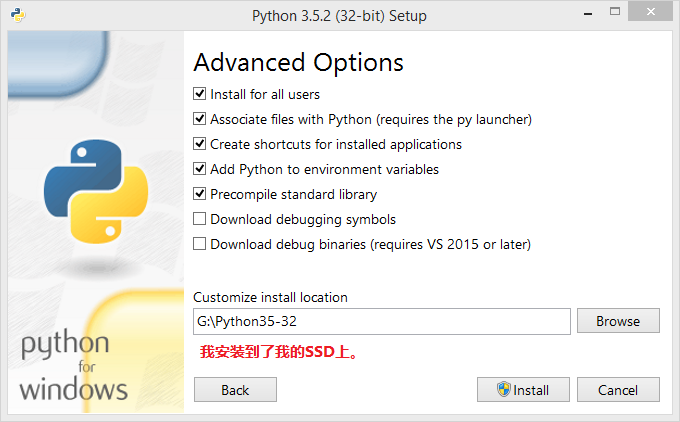 Python 3.5.2 (32-bit) Setup
Advanced Options
Install for all users
Associate files with Python (requires the py launcher)
Create shortcuts for installed applications
Add Python to environment variables
Precompile standard library
Download debugging symbols
Download debug binaries (requires VS 2015 or later)
Customize install location
G:\Python35-32
Browse
我安装到了我的SSD上。
python
for
windows
Back
Install
Cancel